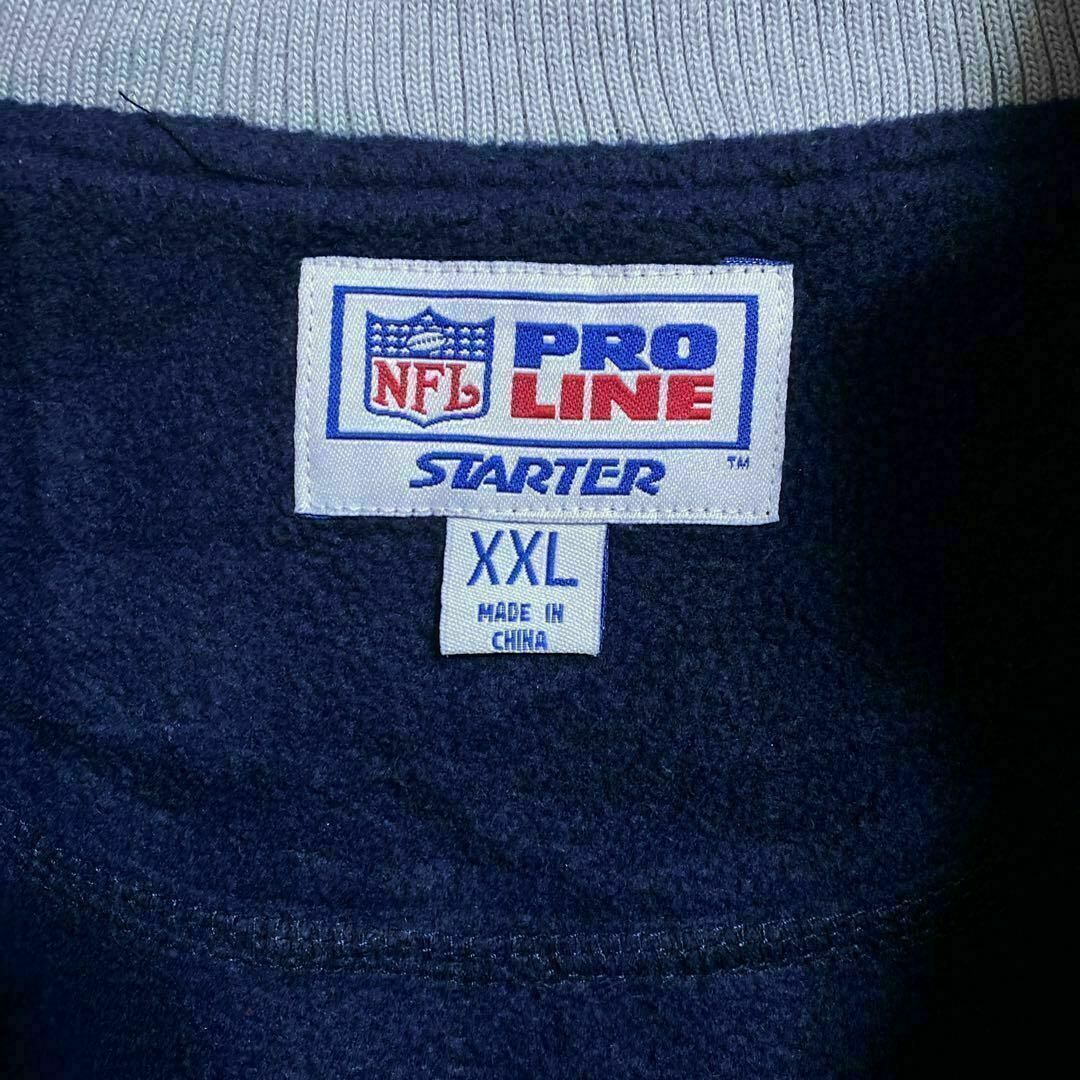 NFL
PRO
LINE
STARTER
TM
XXL
MADE IN
CHINA